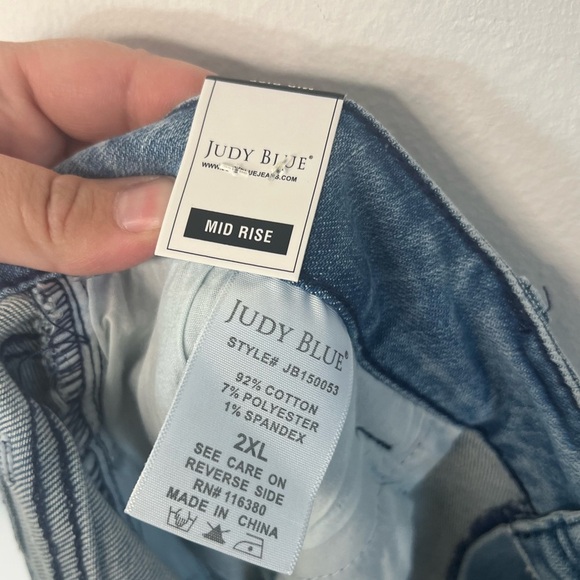 JUDY BLUE®
MID RISE
JUDY BLUE®
STYLE# JB150053
92% COTTON
7% POLYESTER
1% SPANDEX
2XL
SEE CARE ON
REVERSE SIDE
RN# 116380
MADE IN CHINA